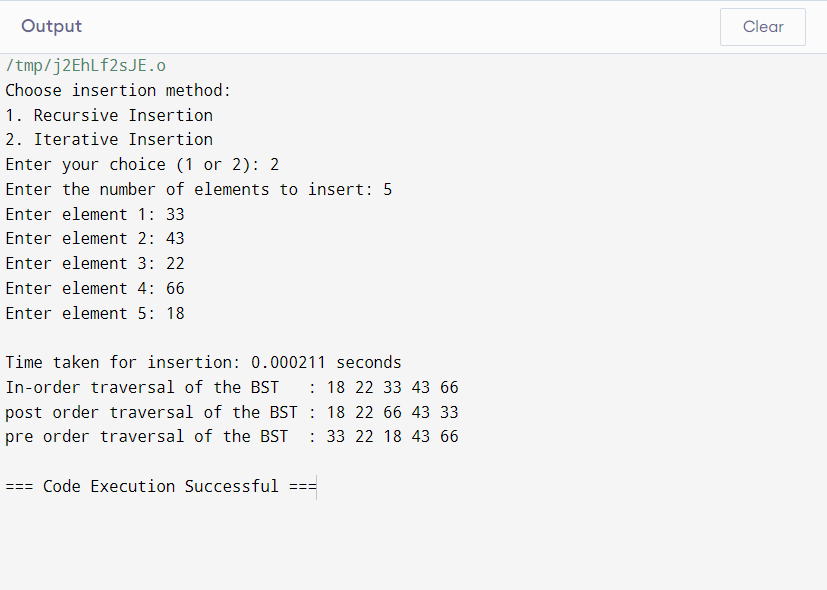 Output
Clear
/tmp/j2EhLf2sJE.o
Choose insertion method:
1. Recursive Insertion
2. Iterative Insertion
Enter your choice (1 or 2): 2
Enter the number of elements to insert: 5
Enter element 1: 33
Enter element 2: 43
Enter element 3: 22
Enter element 4: 66
Enter element 5: 18

Time taken for insertion: 0.000211 seconds
In-order traversal of the BST   : 18 22 33 43 66
post order traversal of the BST : 18 22 66 43 33
pre order traversal of the BST  : 33 22 18 43 66

=== Code Execution Successful ===